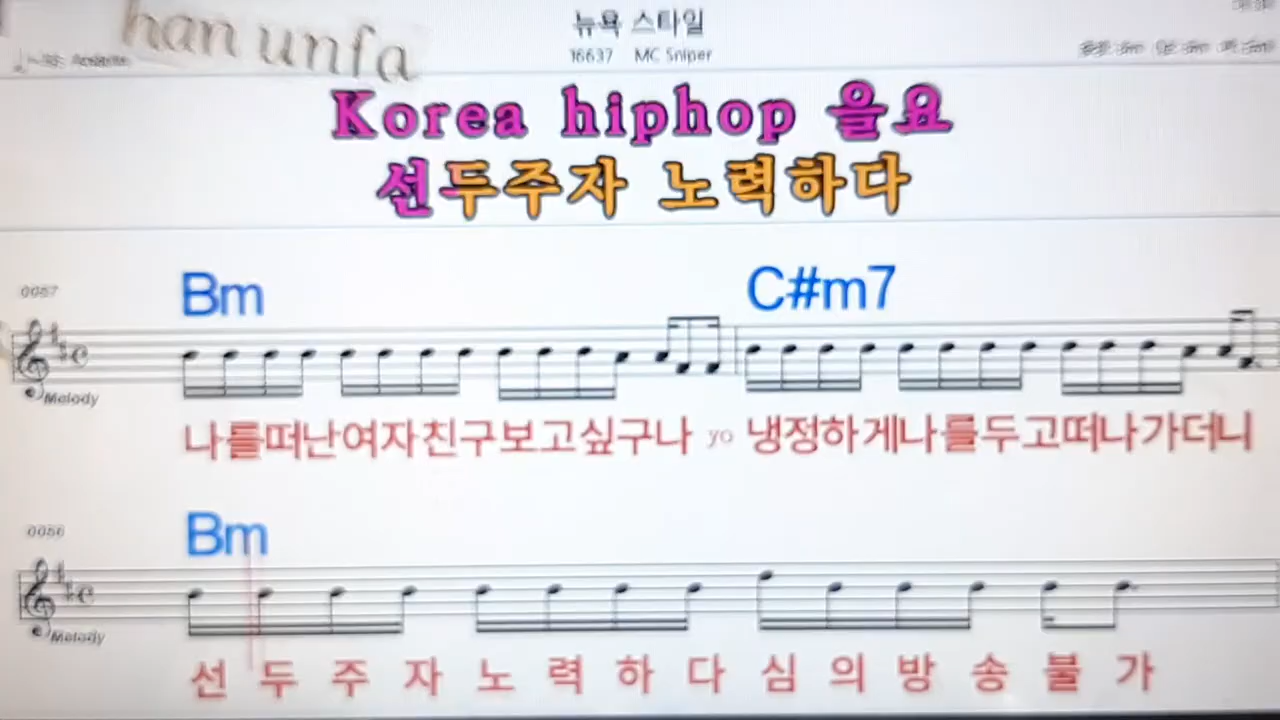 뉴욕 스타일
han unfa
16637 MC Sniper
Korea hiphop 을요
선두주자 노력하다
0057
Bm C#m7
Melody
나를떠난여자친구보고싶구나 yo 냉정하게나를두고떠나가더니
0056
Bm
Melody
선 두 주 자 노 력 하 다 심 의 방 송 불 가